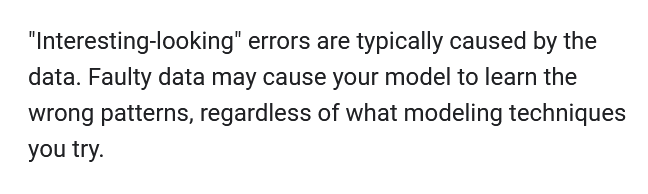 "Interesting-looking" errors are typically caused by the
data. Faulty data may cause your model to learn the
wrong patterns, regardless of what modeling techniques
you try.